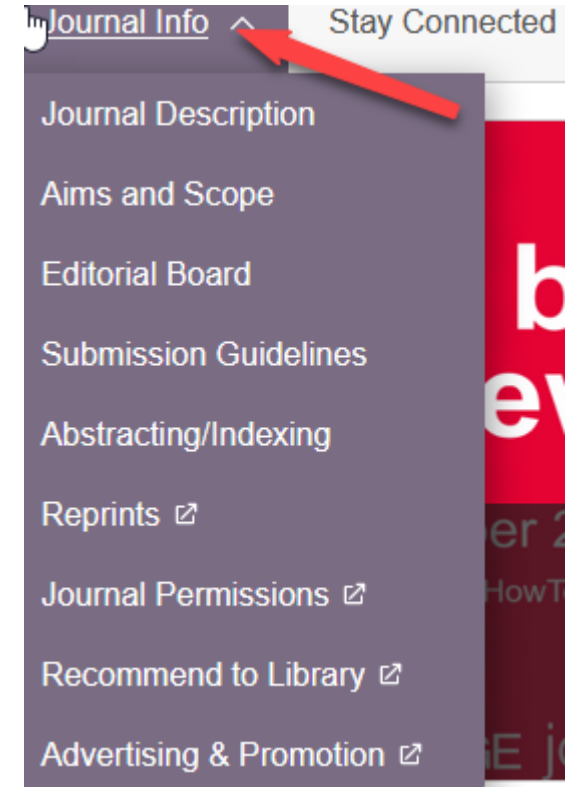 Journal Info
Stay Connected
Journal Description
Aims and Scope
Editorial Board
Submission Guidelines
Abstracting/Indexing
Reprints
Journal Permissions
Recommend to Library
Advertising & Promotion